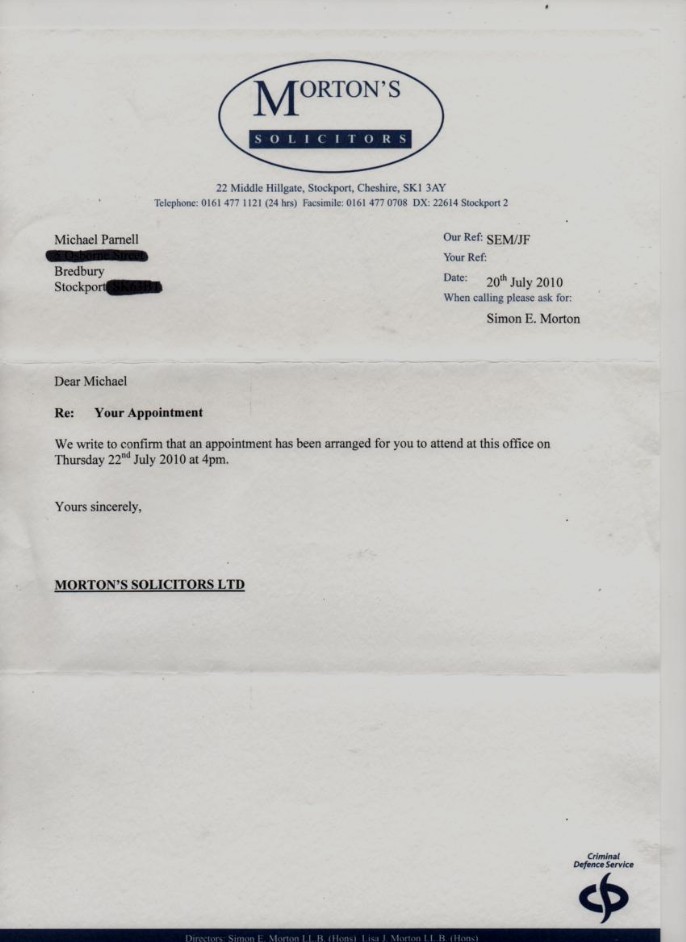 MORTON'S
SOLICITORS
22 Middle Hillgate, Stockport, Cheshire, SK1 3AY
Telephone: 0161 477 1121 (24 hrs) Facsimile: 0161 477 0708 DX: 22614 Stockport 2
Michael Parnell
Bredbury
Stockport
Our Ref: SEM/JF
Your Ref:
Date: 20th July 2010
When calling please ask for:
Simon E. Morton
Dear Michael
Re: Your Appointment
We write to confirm that an appointment has been arranged for you to attend at this office on
Thursday 22nd July 2010 at 4pm.
Yours sincerely,
MORTON'S SOLICITORS LTD
Criminal
Defence Service
Directors: Simon E. Morton LL.B. (Hons) Lisa J. Morton LL.B. (Hons)